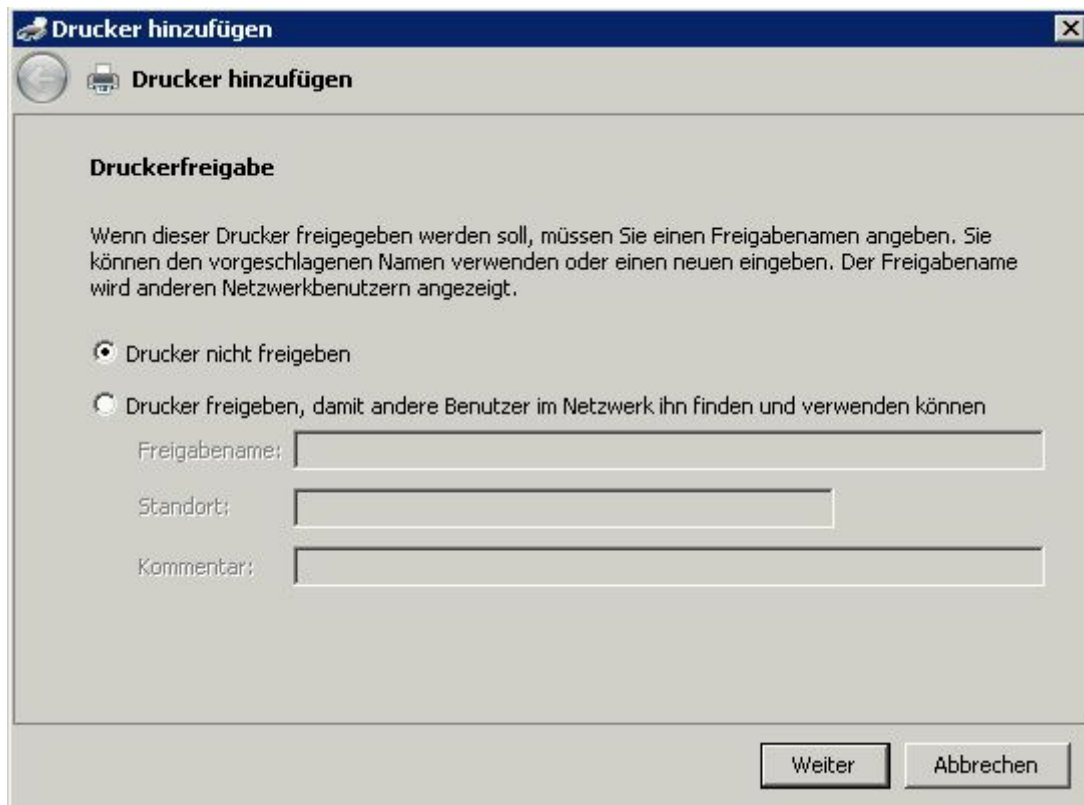 Drucker hinzufügen
Drucker hinzufügen
Druckerfreigabe
Wenn dieser Drucker freigegeben werden soll, müssen Sie einen Freigabenamen angeben. Sie
können den vorgeschlagenen Namen verwenden oder einen neuen eingeben. Der Freigabename
wird anderen Netzwerkbenutzern angezeigt.
Drucker nicht freigeben
Drucker freigeben, damit andere Benutzer im Netzwerk ihn finden und verwenden können
Freigabename:
Standort:
Kommentar:
Weiter Abbrechen